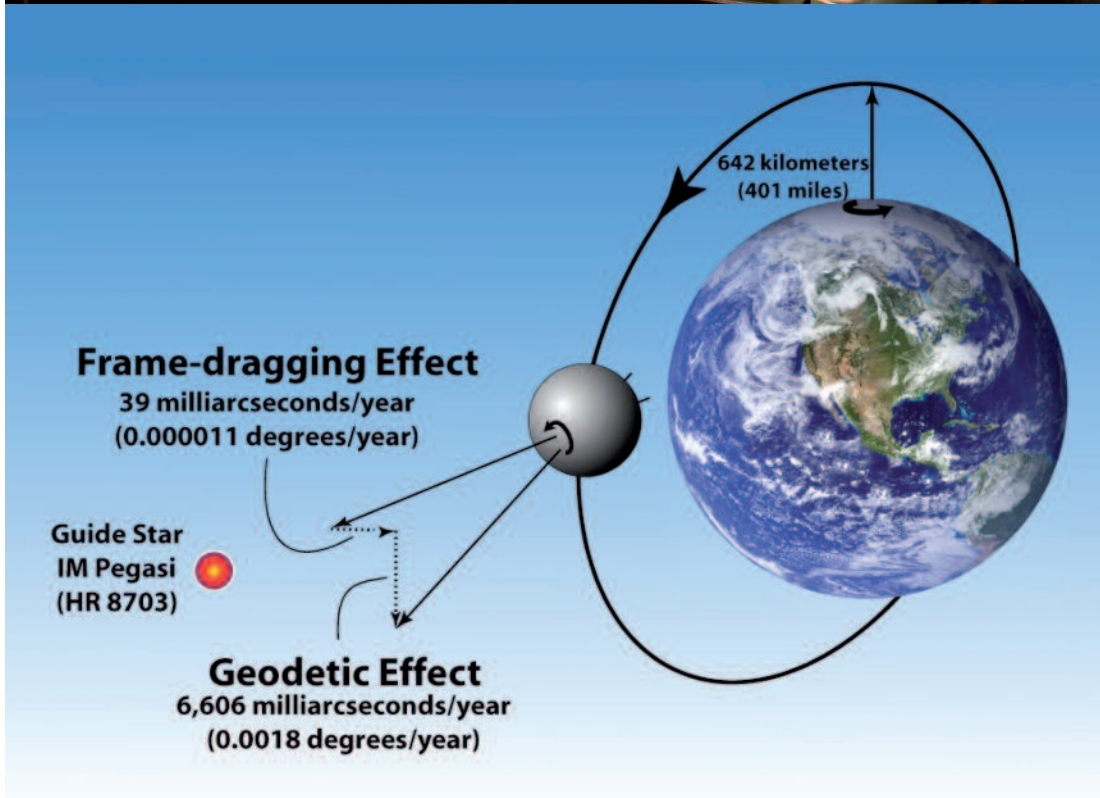 642 kilometers
(401 miles)
Frame-dragging Effect
39 milliarcseconds/year
(0.000011 degrees/year)
Guide Star
IM Pegasi
(HR 8703)
Geodetic Effect
6,606 milliarcseconds/year
(0.0018 degrees/year)